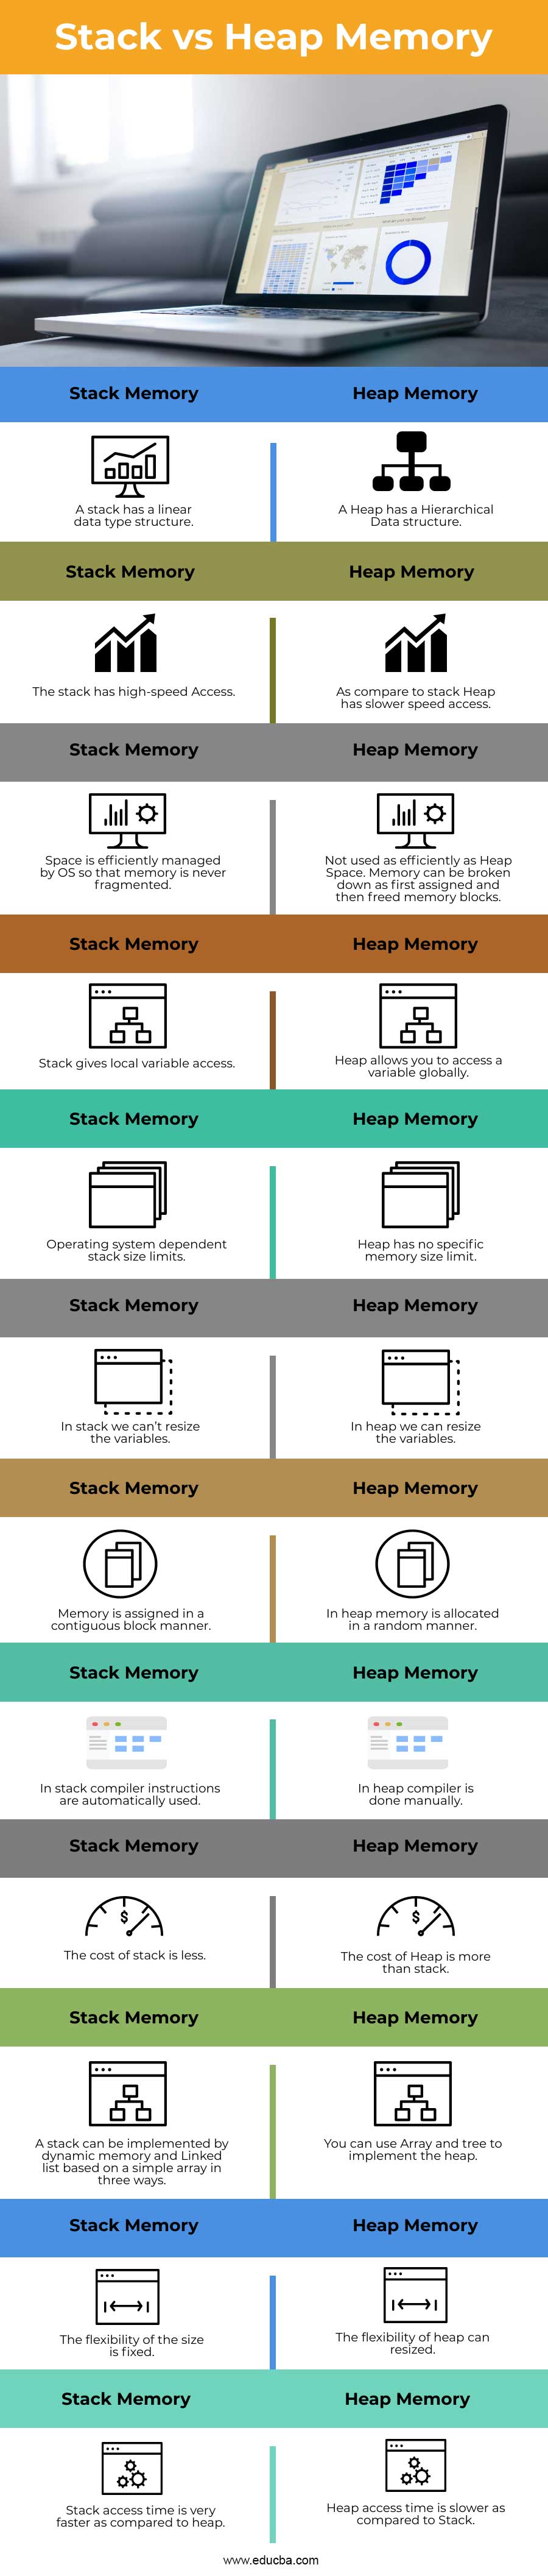 Stack vs Heap Memory
Stack Memory
Heap Memory
A stack has a linear
data type structure.
A Heap has a Hierarchical
Data structure.
Stack Memory
Heap Memory
The stack has high-speed Access.
As compare to stack Heap
has slower speed access.
Stack Memory
Heap Memory
Space is efficiently managed
by OS so that memory is never
fragmented.
Not used as efficiently as Heap
Space. Memory can be broken
down as first assigned and
then freed memory blocks.
Stack Memory
Heap Memory
Stack gives local variable access.
Heap allows you to access a
variable globally.
Stack Memory
Heap Memory
Operating system dependent
stack size limits.
Heap has no specific
memory size limit.
Stack Memory
Heap Memory
In stack we can't resize
the variables.
In heap we can resize
the variables.
Stack Memory
Heap Memory
Memory is assigned in a
contiguous block manner.
In heap memory is allocated
in a random manner.
Stack Memory
Heap Memory
In stack compiler instructions
are automatically used.
In heap compiler is
done manually.
Stack Memory
Heap Memory
$
The cost of stack is less.
$
The cost of Heap is more
than stack.
Stack Memory
Heap Memory
A stack can be implemented by
dynamic memory and Linked
list based on a simple array in
three ways.
You can use Array and tree to
implement the heap.
Stack Memory
Heap Memory
The flexibility of the size
is fixed.
The flexibility of heap can
resized.
Stack Memory
Heap Memory
Stack access time is very
faster as compared to heap.
Heap access time is slower as
compared to Stack.
www.educba.com